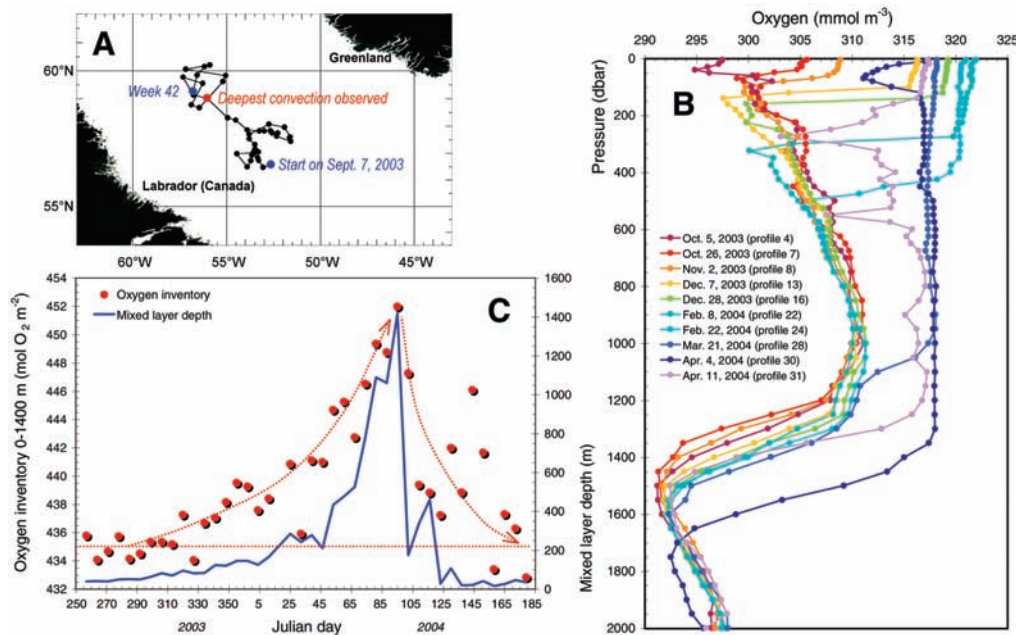 A
Greenland
60°N
Week 42
Deepest convection observed
Start on Sept. 7, 2003
Labrador (Canada)
55°N
60°W 55°W 50°W 45°W
C
Oxygen inventory 0-1400 m (mol O2 m-2)
454
452
450
448
446
444
442
440
438
436
434
432
Oxygen inventory
Mixed layer depth
1600
1400
1200
1000
800
600
400
200
0
250 270 290 310 330 350 5 25 45 65 85 105 125 145 165 185
2003 Julian day 2004
Oxygen (mmol m-3)
290 295 300 305 310 315 320 325
B
Pressure (dbar)
Mixed layer depth (m)
0
200
400
600
800
1000
1200
1400
1600
1800
2000
Oct. 5, 2003 (profile 4)
Oct. 26, 2003 (profile 7)
Nov. 2, 2003 (profile 8)
Dec. 7, 2003 (profile 13)
Dec. 28, 2003 (profile 16)
Feb. 8, 2004 (profile 22)
Feb. 22, 2004 (profile 24)
Mar. 21, 2004 (profile 28)
Apr. 4, 2004 (profile 30)
Apr. 11, 2004 (profile 31)